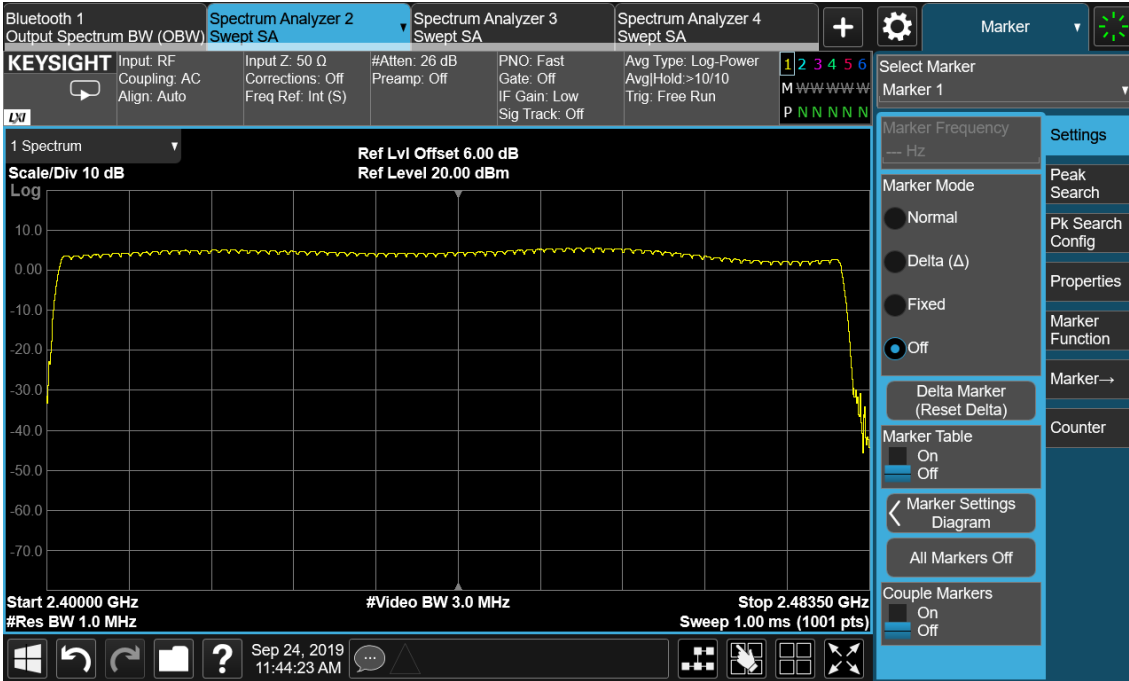 Bluetooth 1
Output Spectrum BW (OBW)
Spectrum Analyzer 2
Swept SA
Spectrum Analyzer 3
Swept SA
Spectrum Analyzer 4
Swept SA
+
Marker
KEYSIGHT
LXI
Input: RF
Coupling: AC
Align: Auto
Input Z: 50 Ω
Corrections: Off
Freq Ref: Int (S)
#Atten: 26 dB
Preamp: Off
PNO: Fast
Gate: Off
IF Gain: Low
Sig Track: Off
Avg Type: Log-Power
Avg|Hold:>10/10
Trig: Free Run
1 2 3 4 5 6
M W W W W W
P N N N N N
Select Marker
Marker 1
1 Spectrum
Scale/Div 10 dB
Log
Ref Lvl Offset 6.00 dB
Ref Level 20.00 dBm
10.0
0.00
-10.0
-20.0
-30.0
-40.0
-50.0
-60.0
-70.0
Start 2.40000 GHz
#Res BW 1.0 MHz
#Video BW 3.0 MHz
Stop 2.48350 GHz
Sweep 1.00 ms (1001 pts)
Marker Frequency
--- Hz
Marker Mode
Normal
Delta (Δ)
Fixed
Off
Delta Marker
(Reset Delta)
Marker Table
On
Off
Marker Settings
Diagram
All Markers Off
Couple Markers
On
Off
Settings
Peak
Search
Pk Search
Config
Properties
Marker
Function
Marker→
Counter
?
Sep 24, 2019
11:44:23 AM